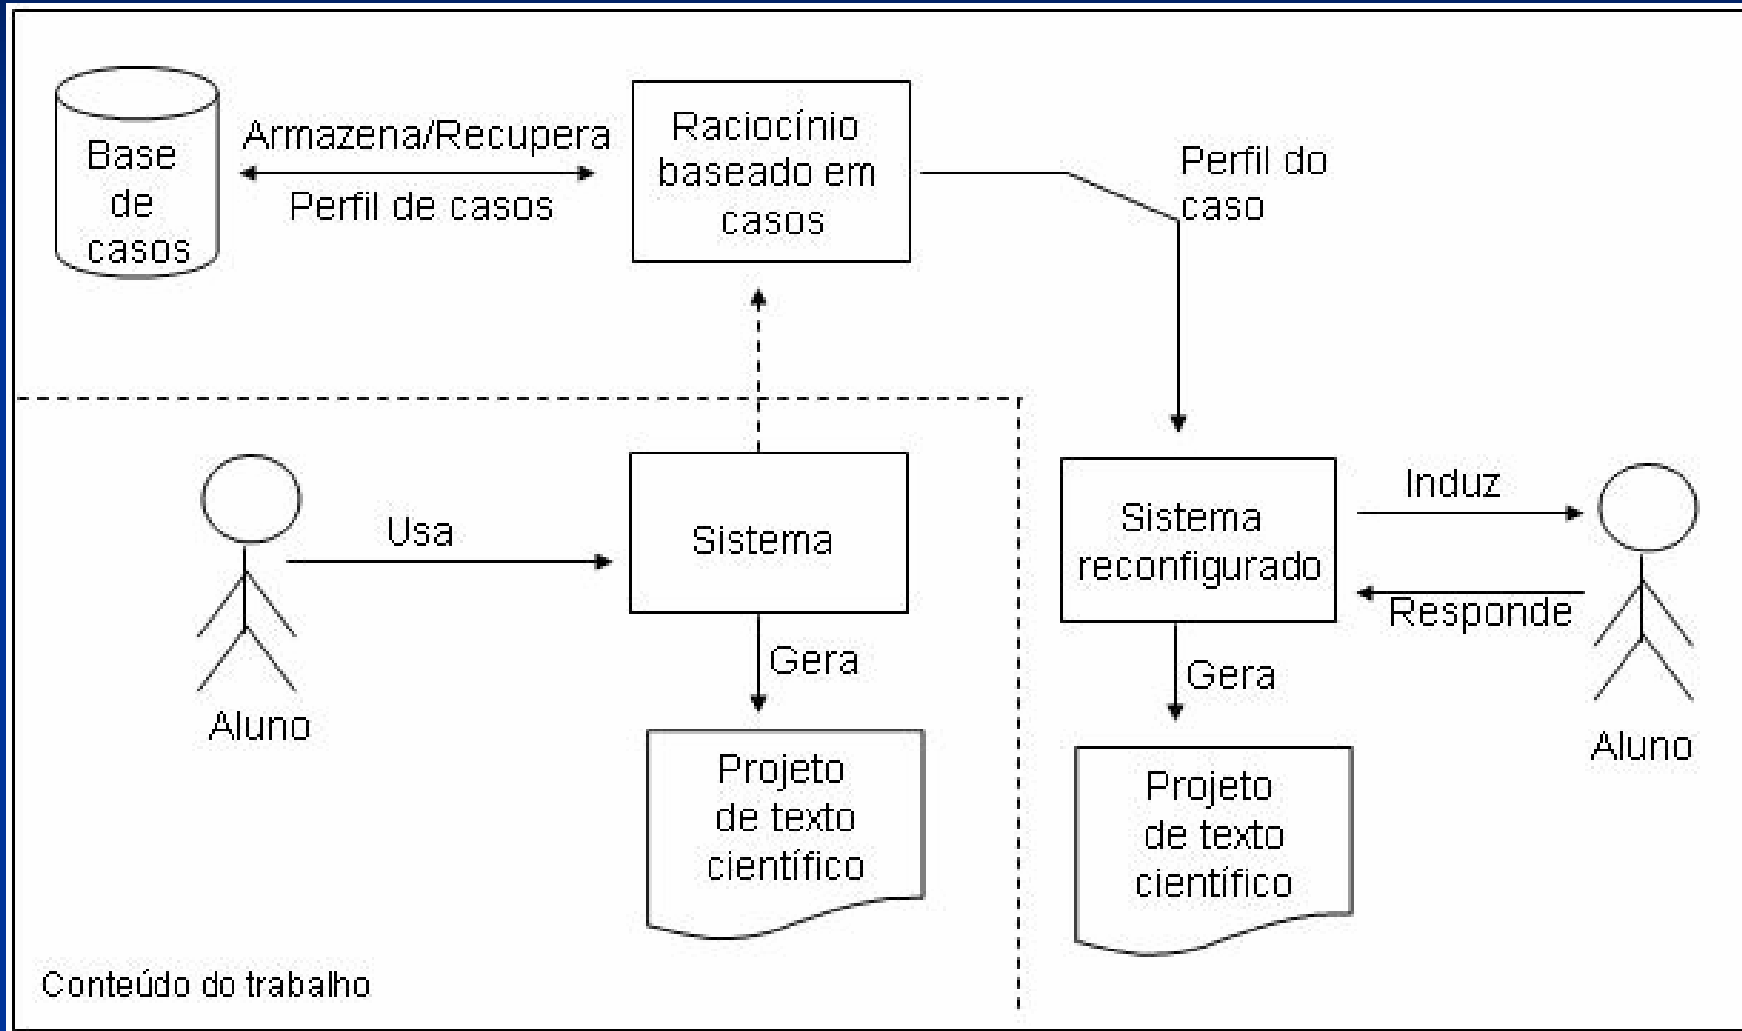 Base
de
casos
Armazena/Recupera
Perfil de casos
Raciocínio
baseado em
casos
Perfil do
caso
Aluno
Usa
Sistema
Gera
Projeto
de texto
científico
Sistema
reconfigurado
Induz
Responde
Aluno
Gera
Projeto
de texto
científico
Conteúdo do trabalho